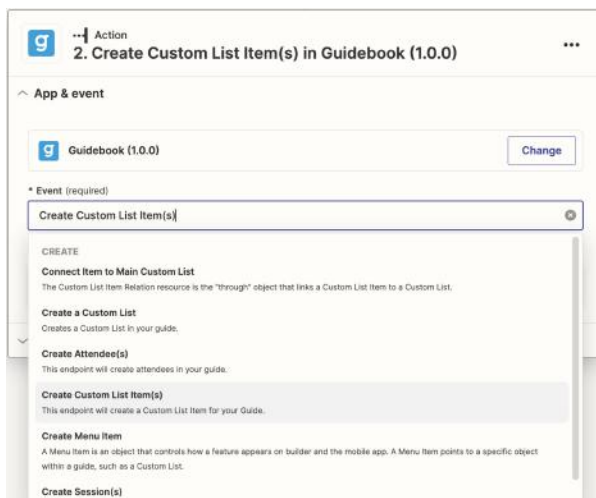 g
Action
2. Create Custom List Item(s) in Guidebook (1.0.0)
App & event
g
Guidebook (1.0.0)
Change
* Event (required)
Create Custom List Item(s)
CREATE
Connect Item to Main Custom List
The Custom List Item Relation resource is the "through" object that links a Custom List Item to a Custom List.
Create a Custom List
Creates a Custom List in your guide.
Create Attendee(s)
This endpoint will create attendees in your guide.
Create Custom List Item(s)
This endpoint will create a Custom List Item for your Guide.
Create Menu Item
A Menu Item is an object that controls how a feature appears on builder and the mobile app. A Menu Item points to a specific object
within a guide, such as a Custom List.
Create Session(s)